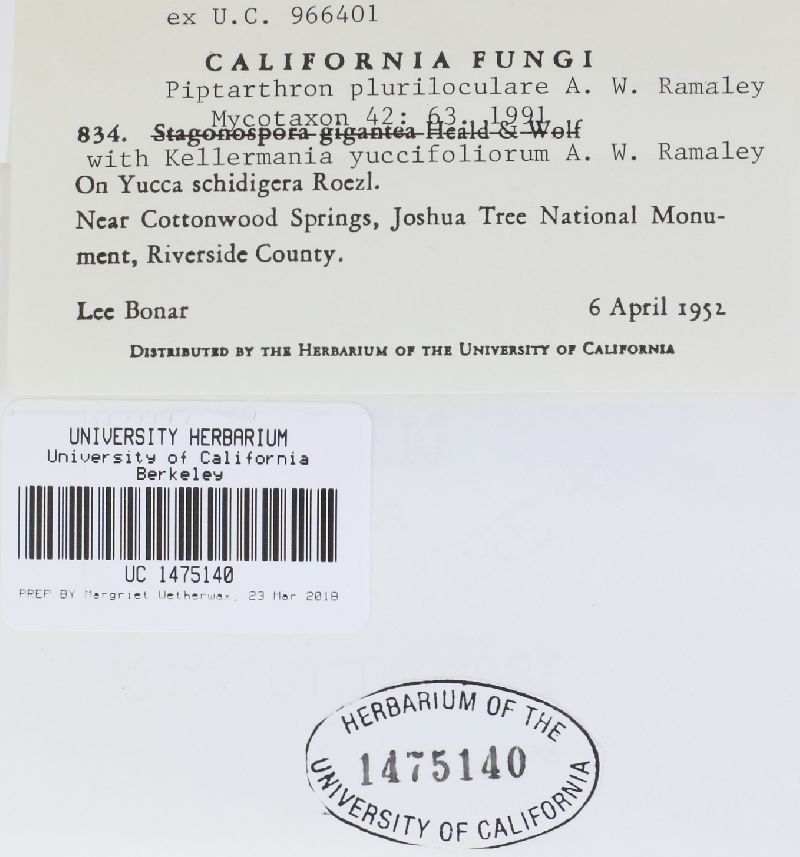 ex U.C. 966401
CALIFORNIA FUNGI
Piptarthron pluriloculare A. W. Ramaley
Mycotaxon 42: 63. 1991
834. Stagonospora gigantea Heald & Wolf
with Kellermania yuccifoliorum A. W. Ramaley
On Yucca schidigera Roezl.
Near Cottonwood Springs, Joshua Tree National Monu-
ment, Riverside County.
Lee Bonar 6 April 1952
DISTRIBUTED BY THE HERBARIUM OF THE UNIVERSITY OF CALIFORNIA
UNIVERSITY HERBARIUM
University of California
Berkeley
UC 1475140
PREP BY Margriet Wetherwax, 23 Mar 2018
HERBARIUM OF THE
1475140
UNIVERSITY OF CALIFORNIA